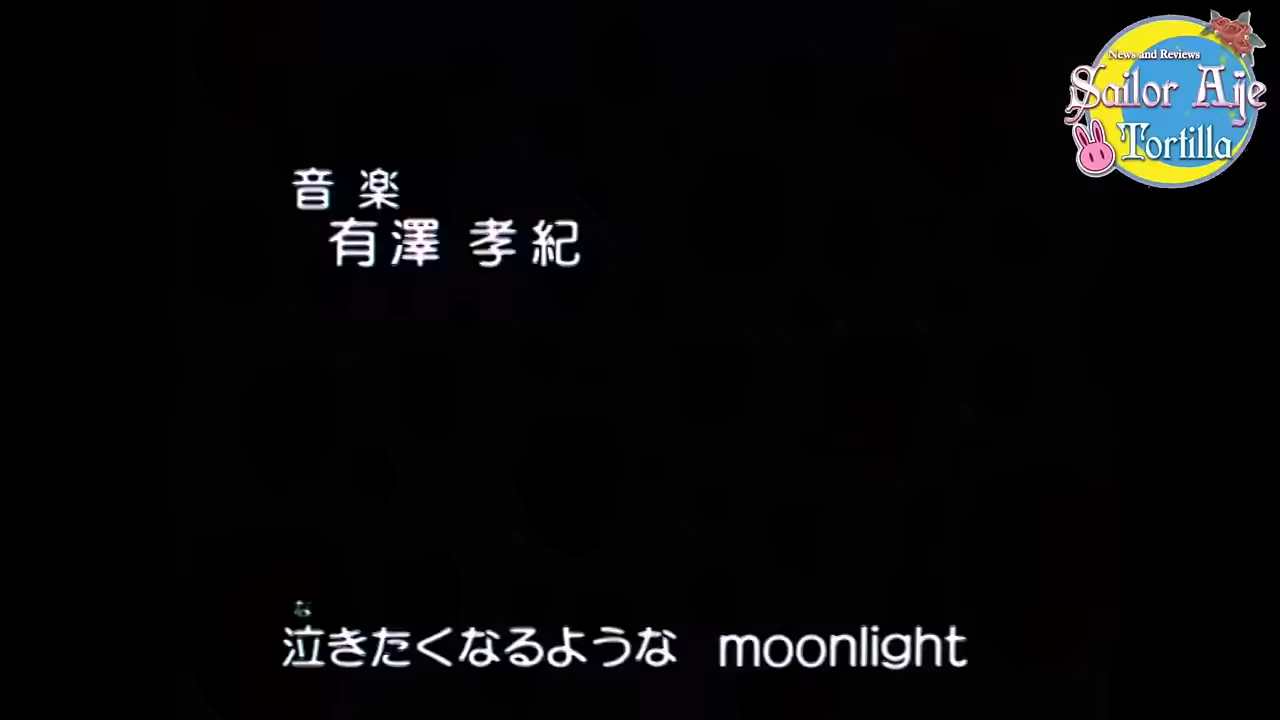 News and Reviews
Sailor Aje
Tortilla
音楽
有澤 孝紀
な
泣きたくなるような moonlight